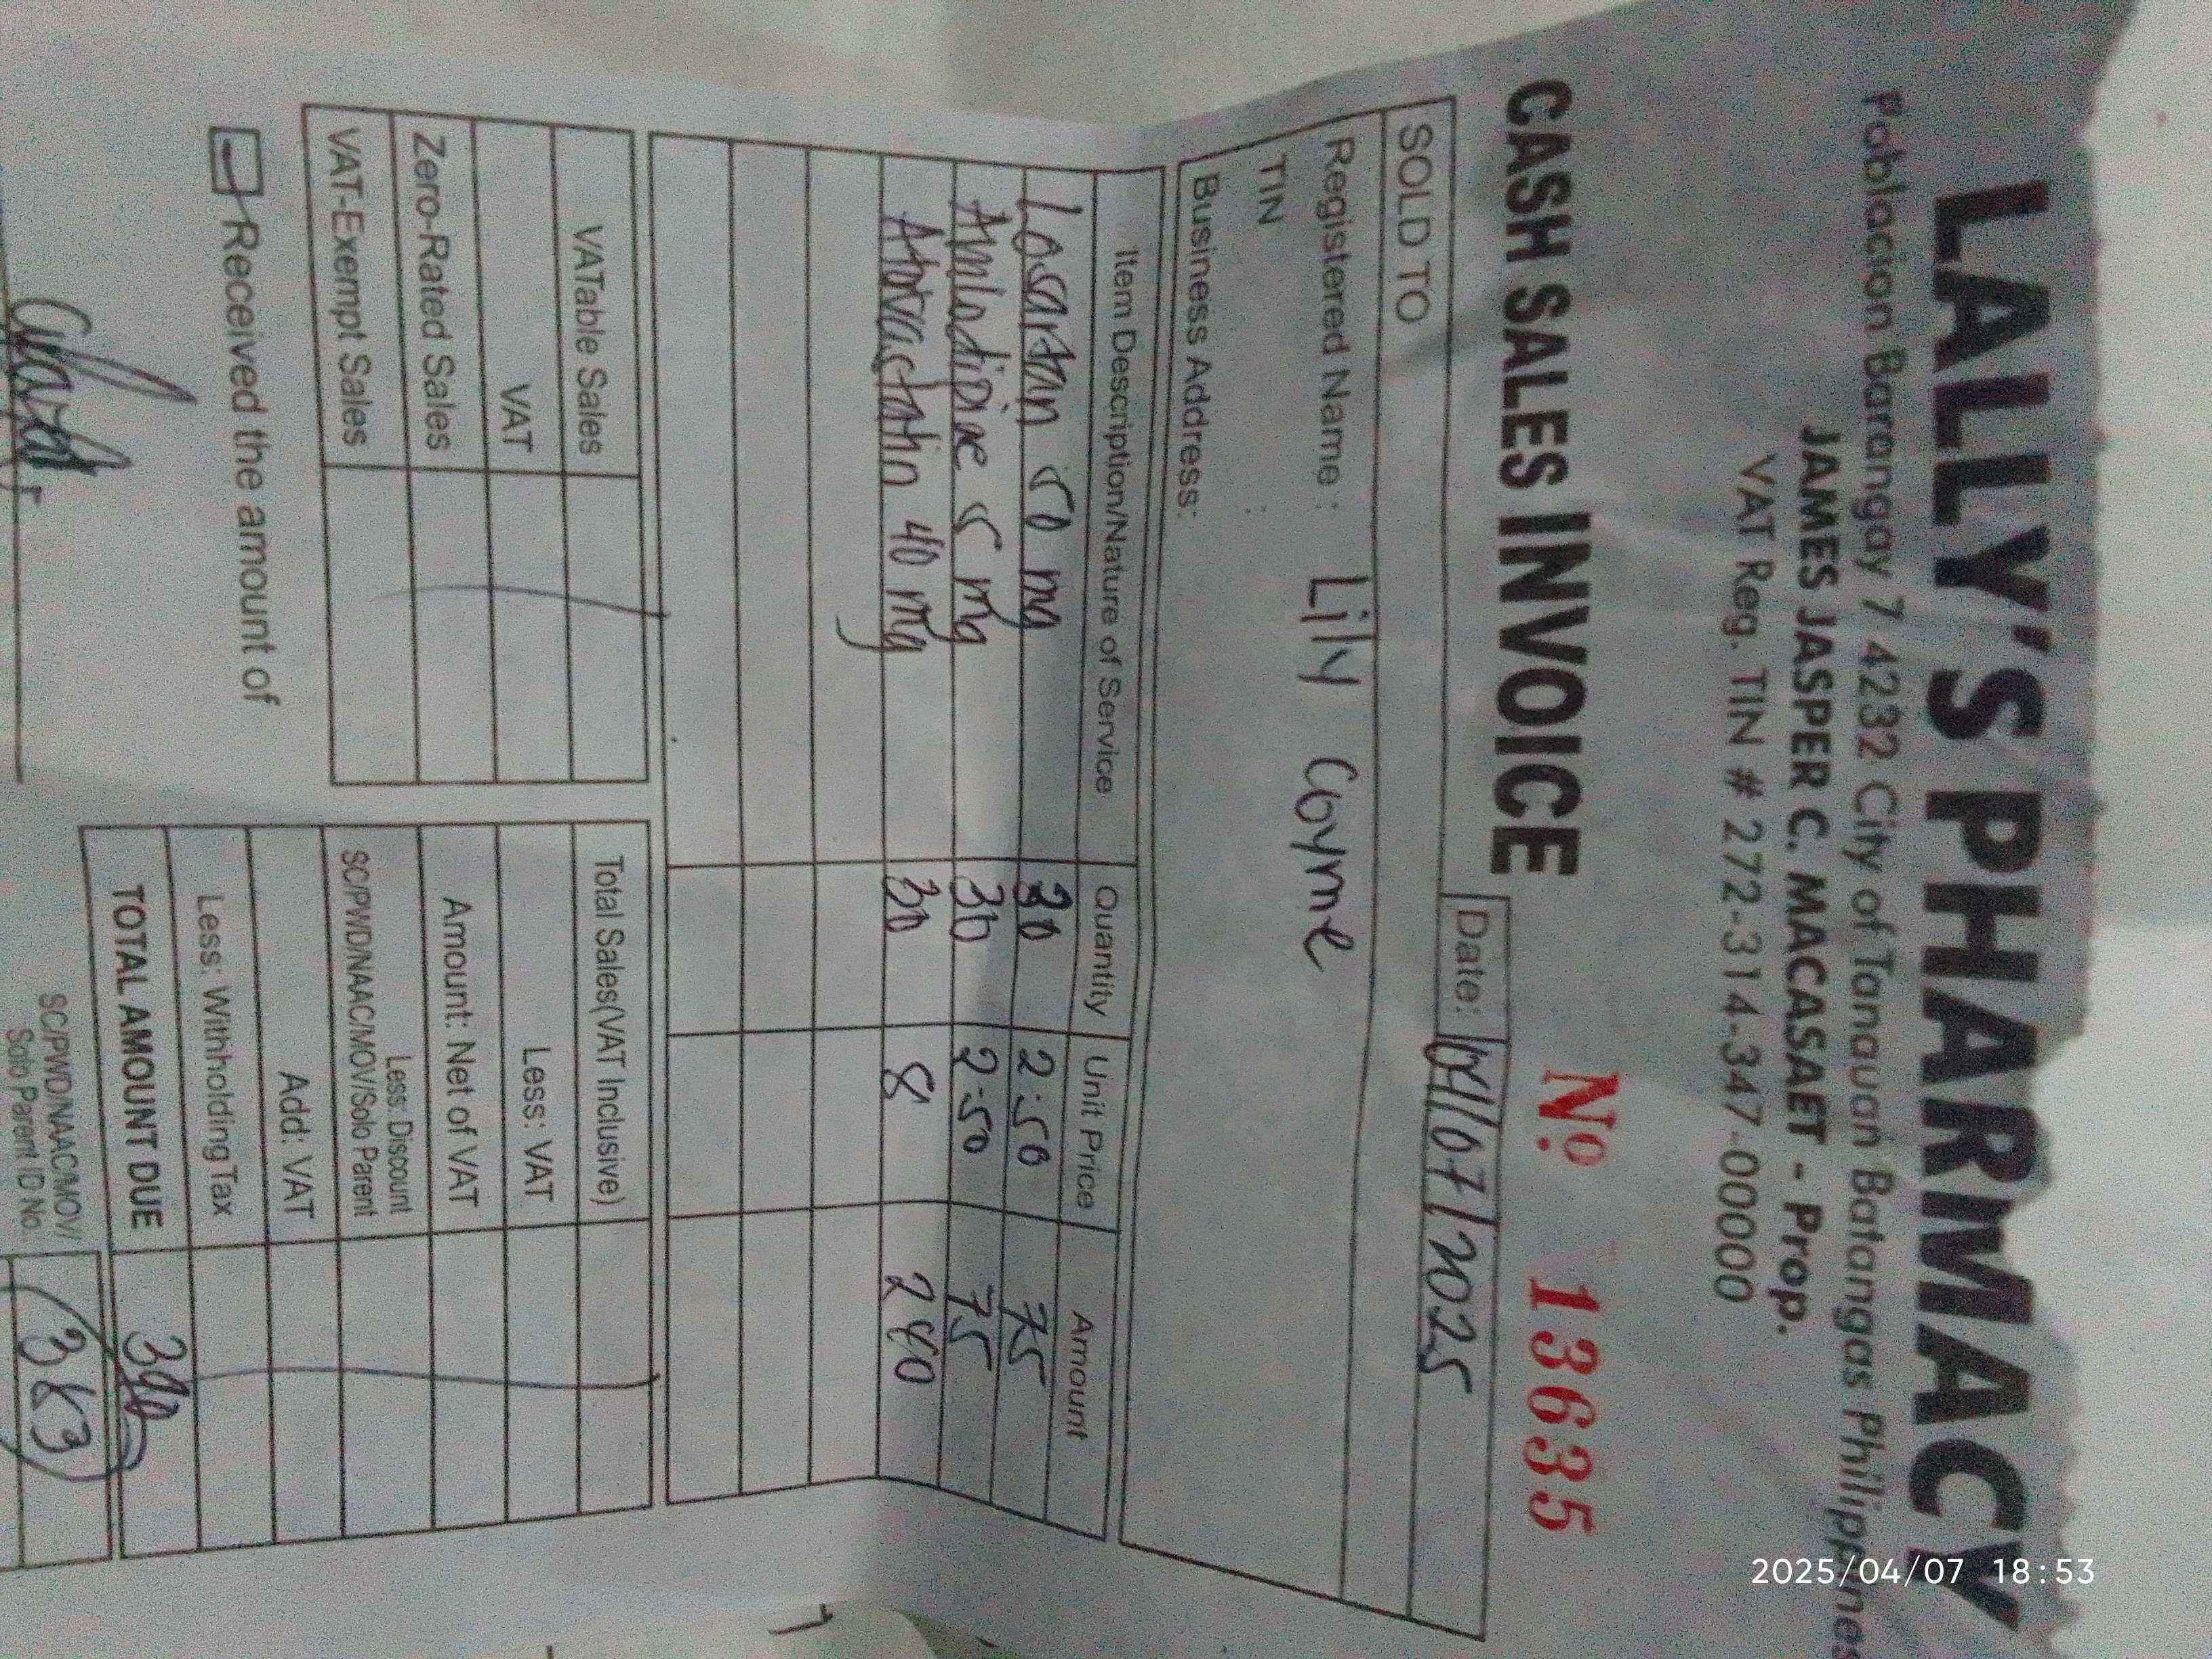 LALLY'S PHARMACY
Poblacion Barangay 7 4232 City of Tanauan Batangas Philippines
JAMES JASPER C. MACASAET - Prop.
VAT Reg. TIN # 272-314-347-00000
CASH SALES INVOICE
Nº 13635
Date: 04/07/2025
SOLD TO
Registered Name : Lily Coyme
TIN :
Business Address:
Item Description/Nature of Service Quantity Unit Price Amount
Losartan 50 mg 30 2.50 75
Amlodipine 5 mg 30 2.50 75
Atorvastatin 40 mg 30 8 240
VATable Sales
VAT
Zero-Rated Sales
VAT-Exempt Sales
Total Sales(VAT Inclusive)
Less: VAT
Amount: Net of VAT
Less: Discount
SC/PWD/NAAC/MOV/Solo Parent
Add: VAT
Less: Withholding Tax
TOTAL AMOUNT DUE 390
Received the amount of
SC/PWD/NAAC/MOV/
Solo Parent ID No.
383
2025/04/07 18:53